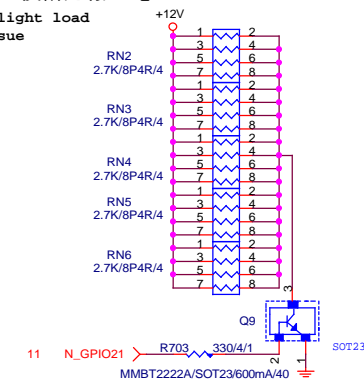 +12V
light load
sue
1 2
3 4
RN2
5 6
2.7K/8P4R/4
7 8
1 2
3 4
RN3
5 6
2.7K/8P4R/4
7 8
1 2
3 4
RN4
5 6
2.7K/8P4R/4
7 8
1 2
RN5
3 4
5 6
2.7K/8P4R/4
7 8
1 2
3 4
RN6
5 6
2.7K/8P4R/4
7 8
3
Q9
SOT23
11 N_GPIO21 R703 330/4/1 2 1
MMBT2222A/SOT23/600mA/40